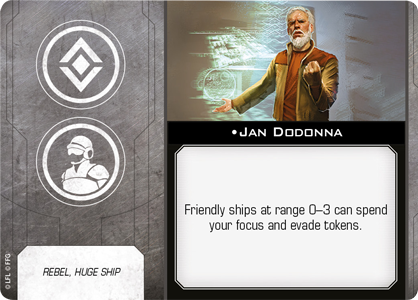 •Jan Dodonna
Friendly ships at range 0–3 can spend
your focus and evade tokens.
REBEL, HUGE SHIP
©LFL ©FFG